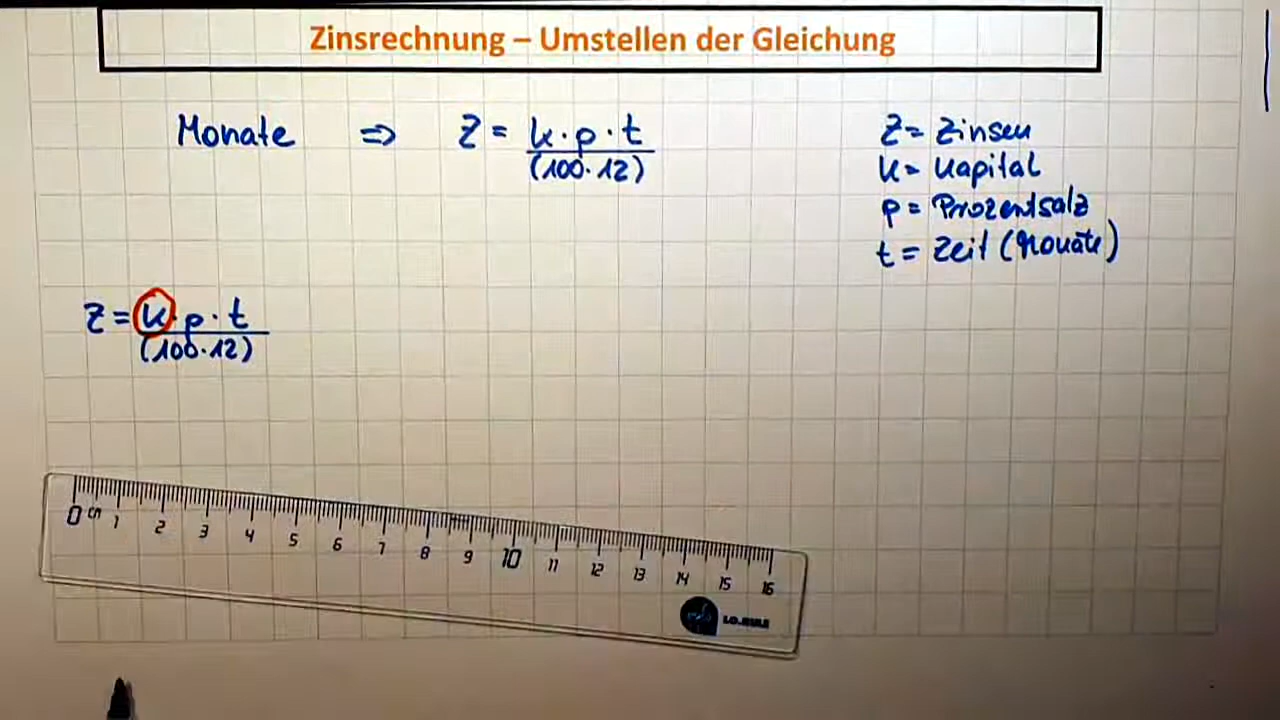 Zinsrechnung – Umstellen der Gleichung
Monate ⇒ Z = k · p · t
(100 · 12)
Z = Zinsen
k = Kapital
p = Prozentsatz
t = Zeit (Monate)
Z = k · p · t
(100 · 12)
0 cm 1 2 3 4 5 6 7 8 9 10 11 12 13 14 15 16